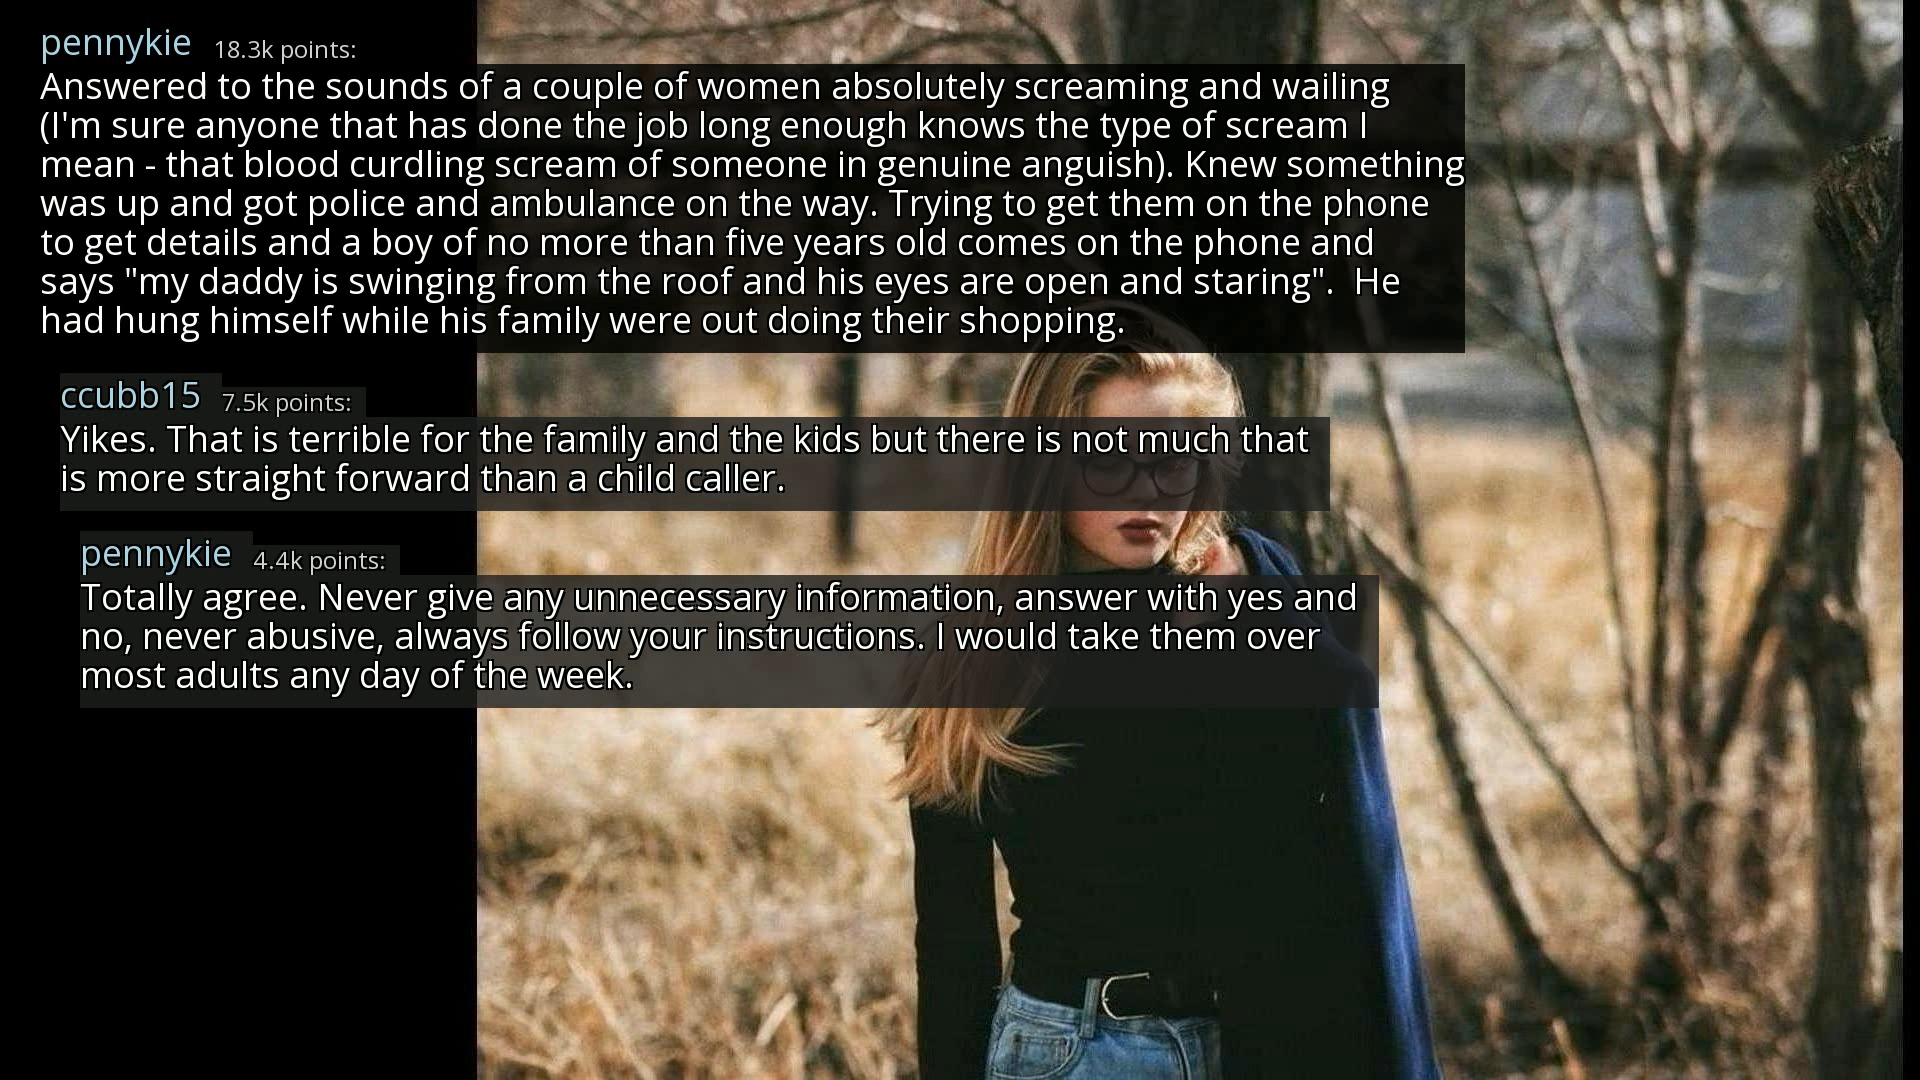 pennykie 18.3k points:
Answered to the sounds of a couple of women absolutely screaming and wailing
(I'm sure anyone that has done the job long enough knows the type of scream I
mean - that blood curdling scream of someone in genuine anguish). Knew something
was up and got police and ambulance on the way. Trying to get them on the phone
to get details and a boy of no more than five years old comes on the phone and
says "my daddy is swinging from the roof and his eyes are open and staring".  He
had hung himself while his family were out doing their shopping.
ccubb15 7.5k points:
Yikes. That is terrible for the family and the kids but there is not much that
is more straight forward than a child caller.
pennykie 4.4k points:
Totally agree. Never give any unnecessary information, answer with yes and
no, never abusive, always follow your instructions. I would take them over
most adults any day of the week.